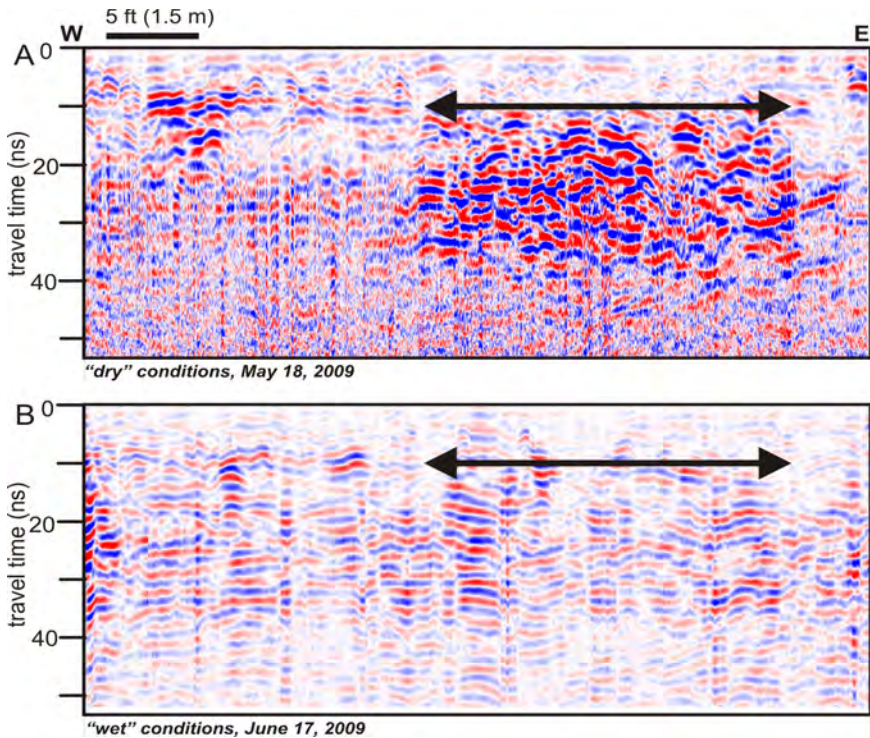 5 ft (1.5 m)
W E
A 0
20
40
travel time (ns)
“dry” conditions, May 18, 2009
B 0
20
40
travel time (ns)
“wet” conditions, June 17, 2009